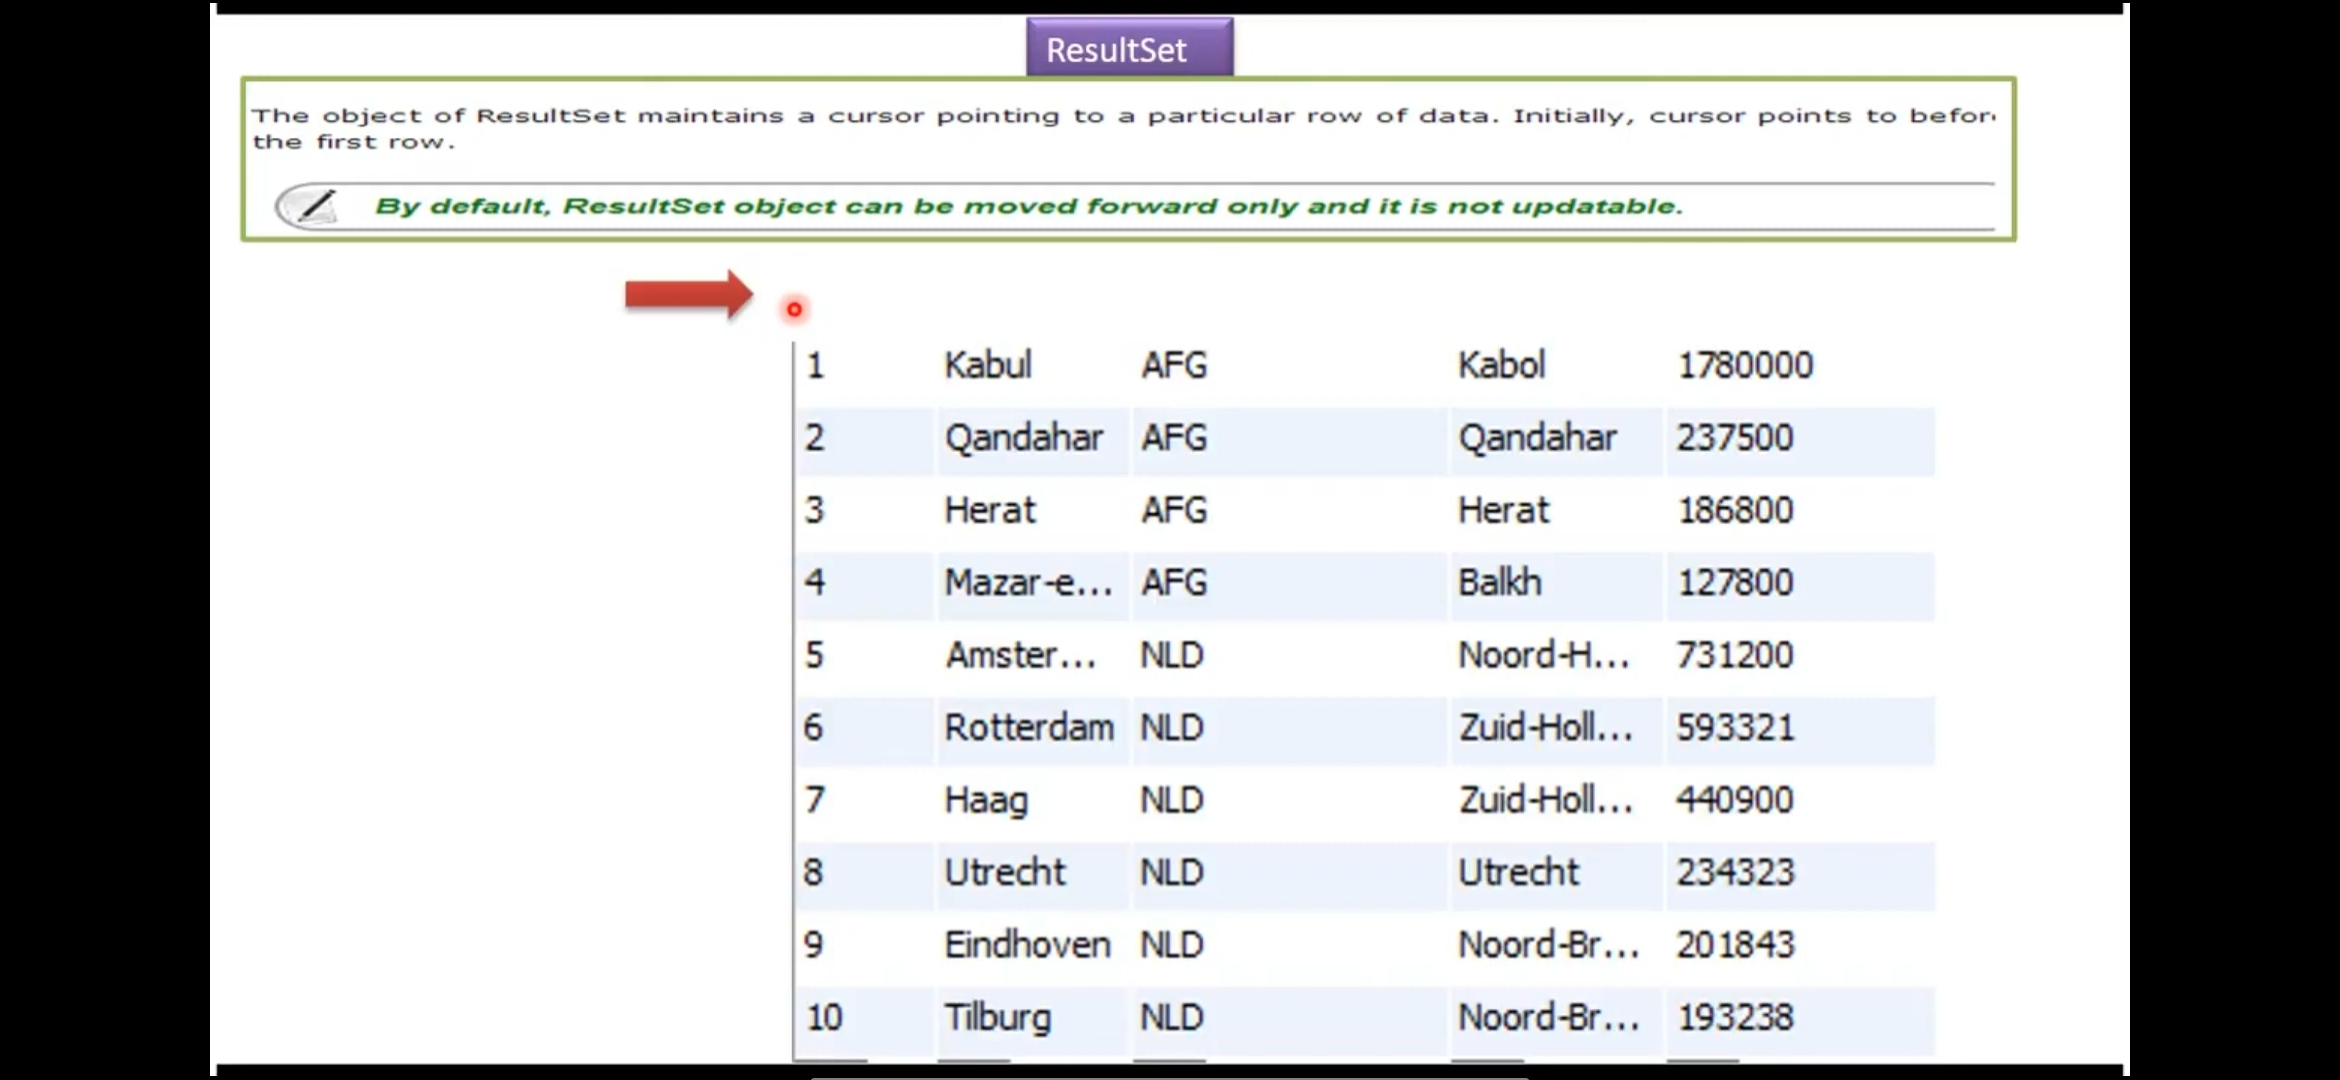 ResultSet
The object of ResultSet maintains a cursor pointing to a particular row of data. Initially, cursor points to before
the first row.
By default, ResultSet object can be moved forward only and it is not updatable.
1 Kabul AFG Kabol 1780000
2 Qandahar AFG Qandahar 237500
3 Herat AFG Herat 186800
4 Mazar-e... AFG Balkh 127800
5 Amster... NLD Noord-H... 731200
6 Rotterdam NLD Zuid-Holl... 593321
7 Haag NLD Zuid-Holl... 440900
8 Utrecht NLD Utrecht 234323
9 Eindhoven NLD Noord-Br... 201843
10 Tilburg NLD Noord-Br... 193238